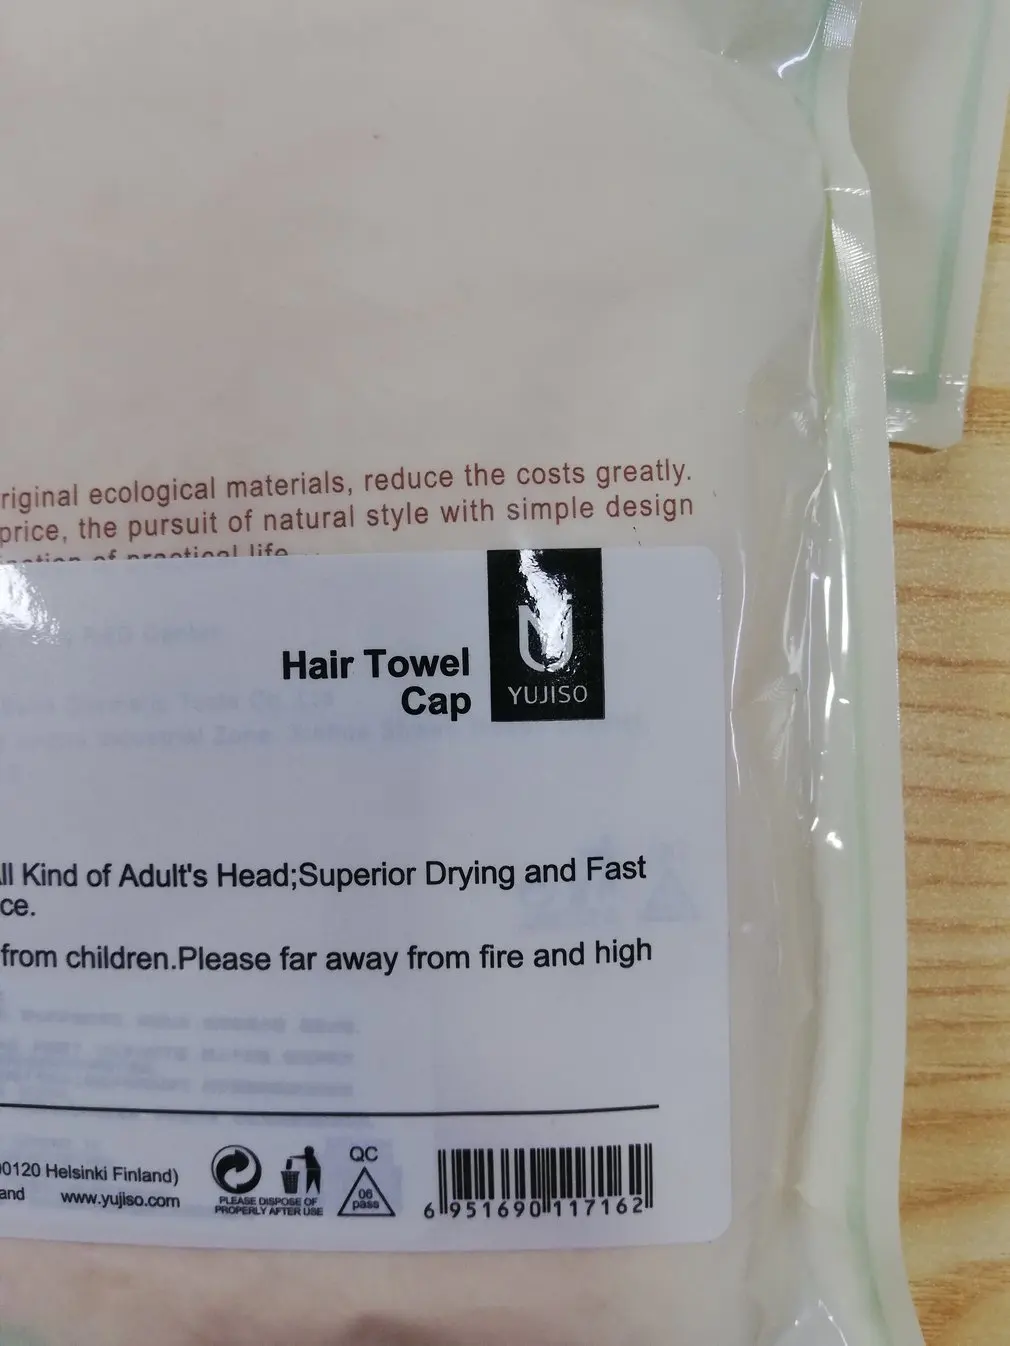 riginal ecological materials, reduce the costs greatly.
price, the pursuit of natural style with simple design
of practical life
Hair Towel
Cap
YUJISO
ll Kind of Adult's Head;Superior Drying and Fast
ce.
from children.Please far away from fire and high
00120 Helsinki Finland)
and www.yujiso.com
PLEASE DISPOSE OF
PROPERLY AFTER USE
QC
06
pass
6 951690 117162